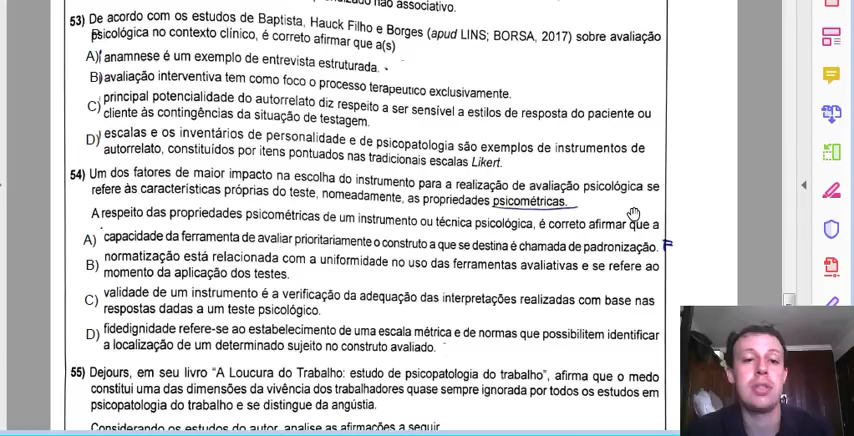 não associativo.
53) De acordo com os estudos de Baptista, Hauck Filho e Borges (apud LINS; BORSA, 2017) sobre avaliação
psicológica no contexto clínico, é correto afirmar que a(s)
A) anamnese é um exemplo de entrevista estruturada.
B) avaliação interventiva tem como foco o processo terapêutico exclusivamente.
C) principal potencialidade do autorrelato diz respeito a ser sensível a estilos de resposta do paciente ou
cliente às contingências da situação de testagem.
D) escalas e os inventários de personalidade e de psicopatologia são exemplos de instrumentos de
autorrelato, constituídos por itens pontuados nas tradicionais escalas Likert.
54) Um dos fatores de maior impacto na escolha do instrumento para a realização de avaliação psicológica se
refere às características próprias do teste, nomeadamente, as propriedades psicométricas.
A respeito das propriedades psicométricas de um instrumento ou técnica psicológica, é correto afirmar que a
A) capacidade da ferramenta de avaliar prioritariamente o construto a que se destina é chamada de padronização. F
B) normatização está relacionada com a uniformidade no uso das ferramentas avaliativas e se refere ao
momento da aplicação dos testes.
C) validade de um instrumento é a verificação da adequação das interpretações realizadas com base nas
respostas dadas a um teste psicológico.
D) fidedignidade refere-se ao estabelecimento de uma escala métrica e de normas que possibilitem identificar
a localização de um determinado sujeito no construto avaliado.
55) Dejours, em seu livro “A Loucura do Trabalho: estudo de psicopatologia do trabalho”, afirma que o medo
constitui uma das dimensões da vivência dos trabalhadores quase sempre ignorada por todos os estudos em
psicopatologia do trabalho e se distingue da angústia.
Considerando os estudos do autor, analise as afirmações a seguir